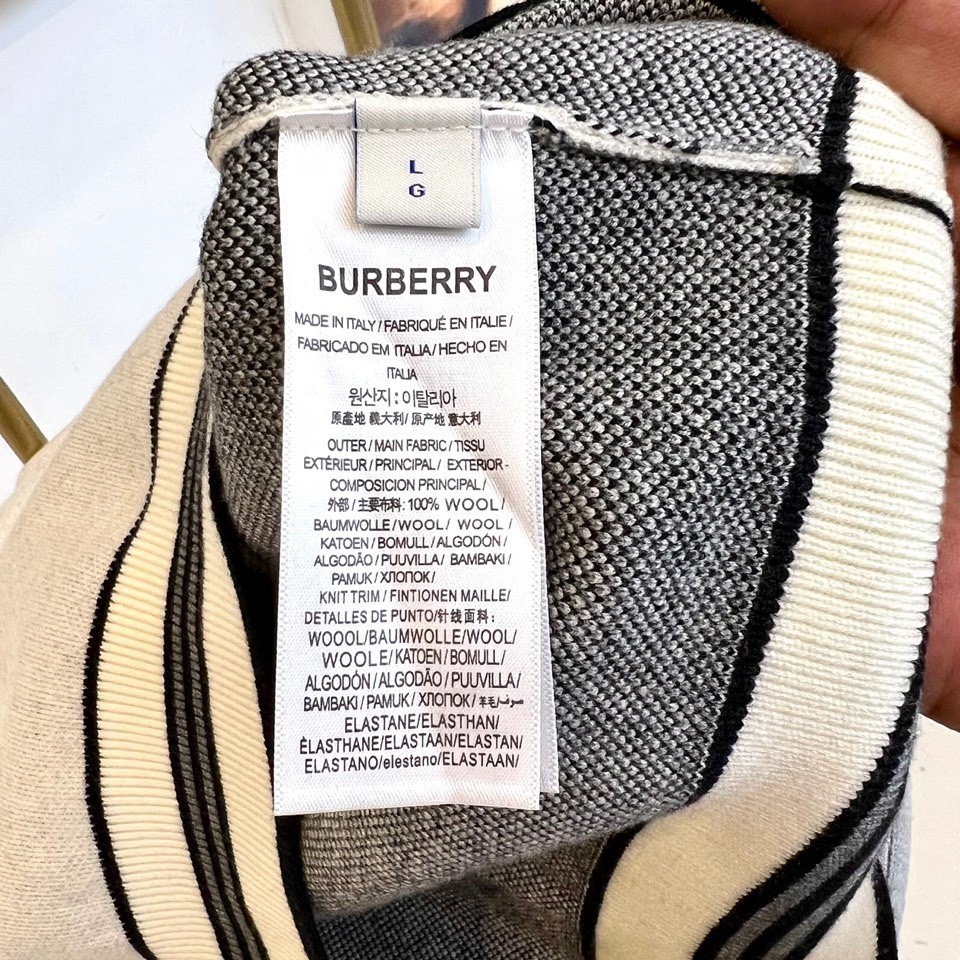 L
G
BURBERRY
MADE IN ITALY/FABRIQUÉ EN ITALIE/
FABRICADO EM ITALIA/HECHO EN
ITALIA
원산지 : 이탈리아
原產地 義大利/ 原产地 意大利
OUTER/MAIN FABRIC/TISSU
EXTÉRIEUR/PRINCIPAL/ EXTERIOR-
COMPOSICION PRINCIPAL/
外部/主要布料: 100% WOOL/
BAUMWOLLE/WOOL/ WOOL/
KATOEN/BOMULL/ALGODÓN/
ALGODÃO/PUUVILLA/ BAMBAKI/
PAMUK/ХЛОПОК/
KNIT TRIM/FINTIONEN MAILLE/
DETALLES DE PUNTO/针线面料:
WOOOL/BAUMWOLLE/WOOL/
WOOLE/KATOEN/BOMULL/
ALGODÓN/ALGODÃO/PUUVILLA/
BAMBAKI/PAMUK/ХЛОПОК/羊毛/صوف/
ELASTANE/ELASTHAN/
ÈLASTHANE/ELASTAAN/ELASTAN/
ELASTANO/elestano/ELASTAAN/